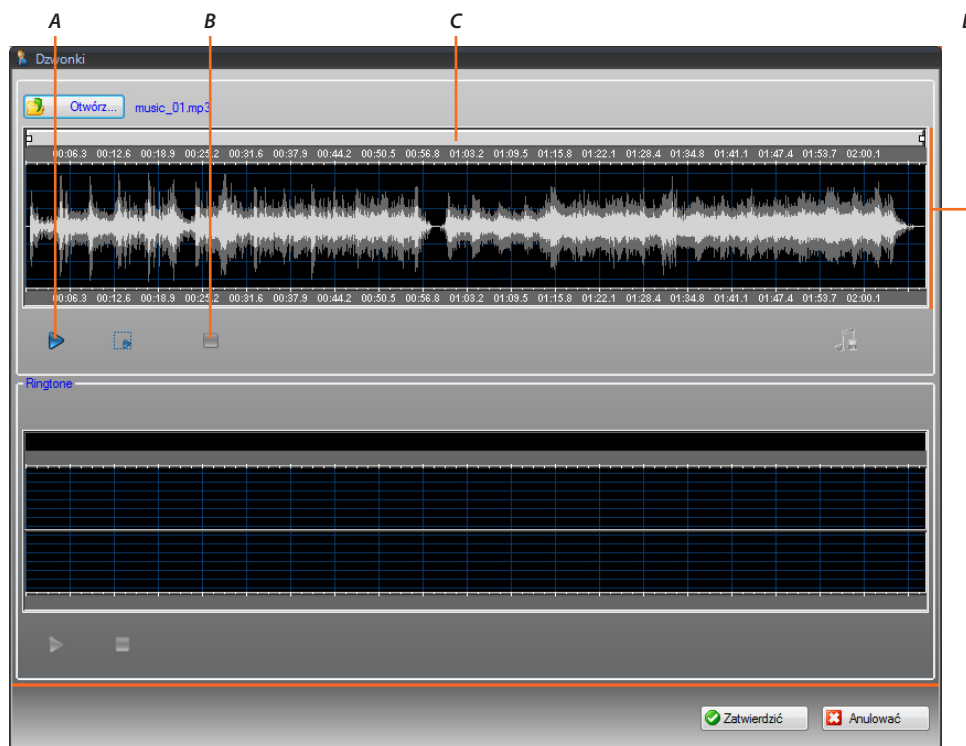 A B C
Dzwonki
Otwórz... music_01.mp3
00:06.3 00:12.6 00:18.9 00:25.2 00:31.6 00:37.9 00:44.2 00:50.5 00:56.8 01:03.2 01:09.5 01:15.8 01:22.1 01:28.4 01:34.8 01:41.1 01:47.4 01:53.7 02:00.1
00:06.3 00:12.6 00:18.9 00:25.2 00:31.6 00:37.9 00:44.2 00:50.5 00:56.8 01:03.2 01:09.5 01:15.8 01:22.1 01:28.4 01:34.8 01:41.1 01:47.4 01:53.7 02:00.1
Ringtone
Zatwierdzić Anulować